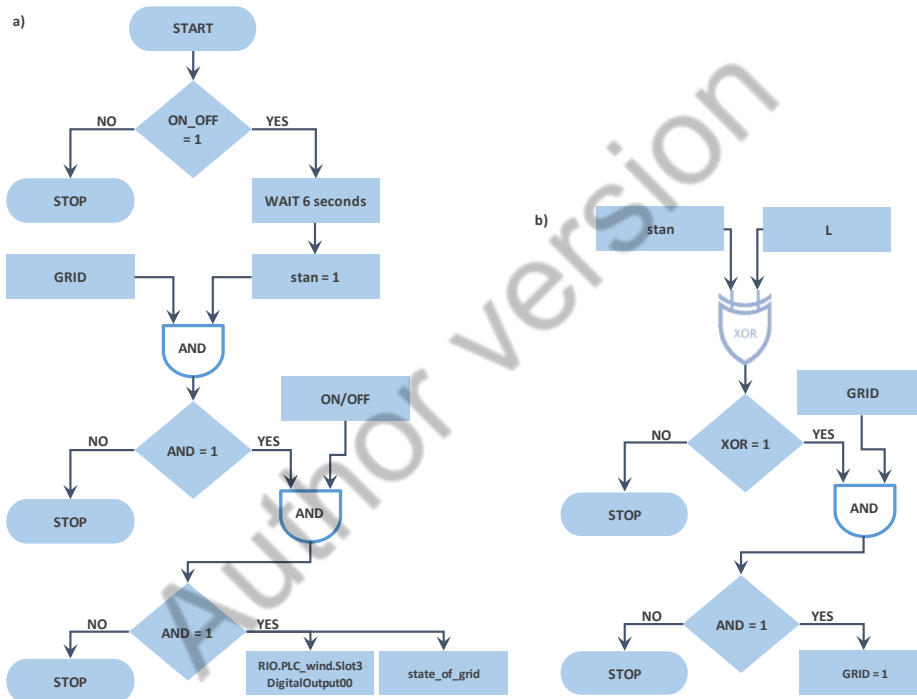 a)
START
ON_OFF
= 1
NO
YES
STOP
WAIT 6 seconds
GRID
stan = 1
AND
ON/OFF
NO
AND = 1
YES
STOP
AND
NO
AND = 1
YES
STOP
RIO.PLC_wind.Slot3
DigitalOutput00
state_of_grid
b)
stan
L
XOR
GRID
NO
XOR = 1
YES
STOP
AND
NO
AND = 1
YES
STOP
GRID = 1
Author version